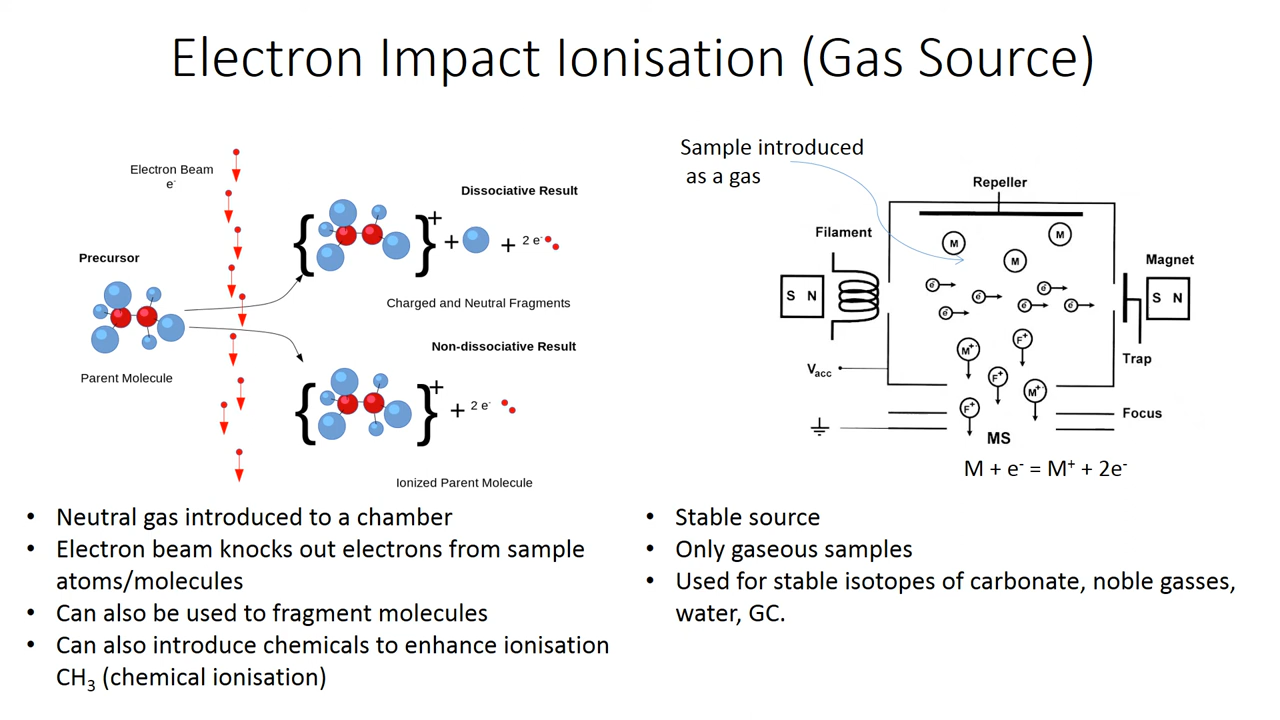 Electron Impact Ionisation (Gas Source)
Electron Beam
e-
Dissociative Result
Precursor
{ }+ + + 2 e-
Charged and Neutral Fragments
Non-dissociative Result
Parent Molecule
{ }+ + 2 e-
Ionized Parent Molecule
Sample introduced
as a gas
Repeller
Filament
M
M
M
Magnet
S N
S N
e-
e-
e-
e-
e-
e-
Trap
M+
F+
Vacc
F+
M+
F+
Focus
MS
M + e- = M+ + 2e-
• Neutral gas introduced to a chamber
• Electron beam knocks out electrons from sample
atoms/molecules
• Can also be used to fragment molecules
• Can also introduce chemicals to enhance ionisation
CH3 (chemical ionisation)
• Stable source
• Only gaseous samples
• Used for stable isotopes of carbonate, noble gasses,
water, GC.